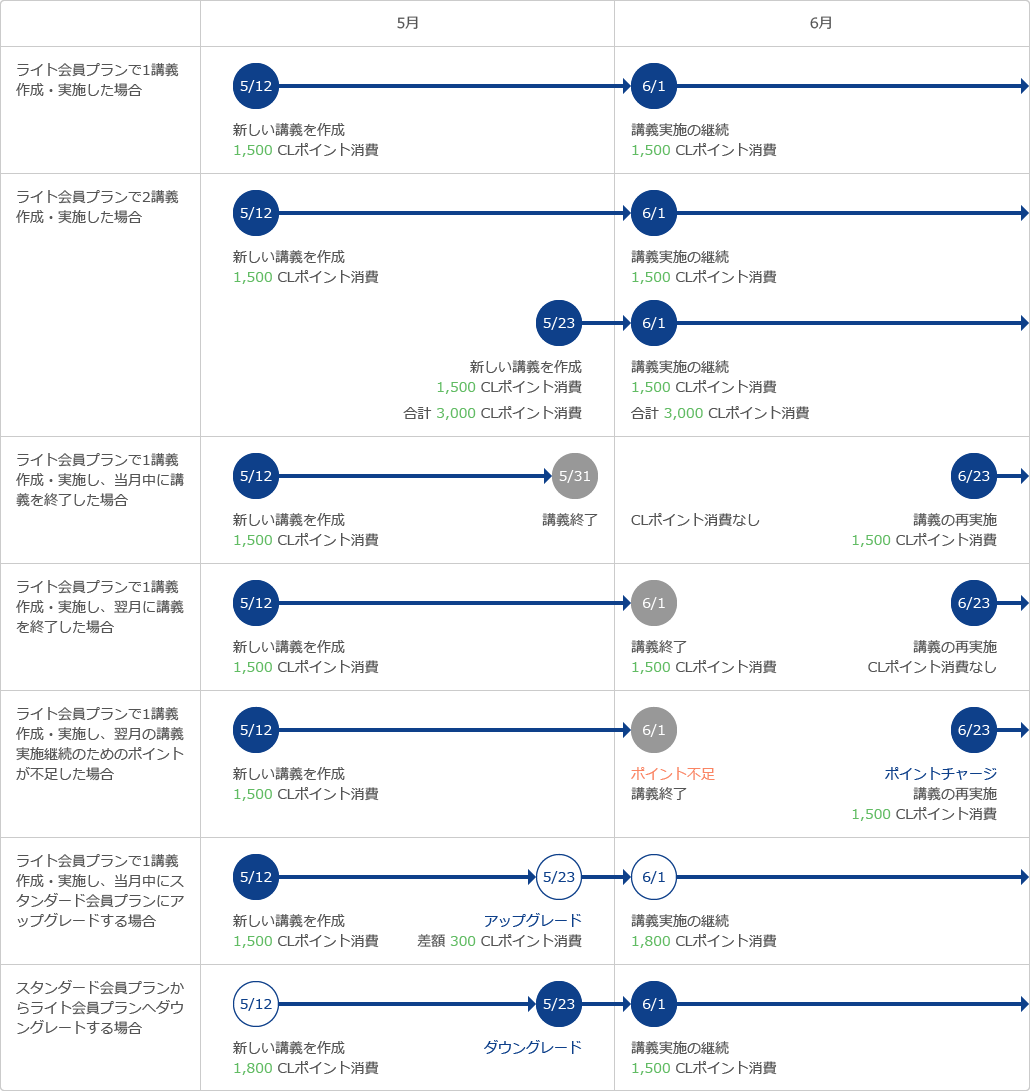 5月
6月
ライト会員プランで1講義
作成・実施した場合
5/12
6/1
新しい講義を作成
1,500 CLポイント消費
講義実施の継続
1,500 CLポイント消費
ライト会員プランで2講義
作成・実施した場合
5/12
6/1
新しい講義を作成
1,500 CLポイント消費
講義実施の継続
1,500 CLポイント消費
5/23
6/1
新しい講義を作成
1,500 CLポイント消費
合計 3,000 CLポイント消費
講義実施の継続
1,500 CLポイント消費
合計 3,000 CLポイント消費
ライト会員プランで1講義
作成・実施し、当月中に講
義を終了した場合
5/12
5/31
6/23
新しい講義を作成
1,500 CLポイント消費
講義終了
CLポイント消費なし
講義の再実施
1,500 CLポイント消費
ライト会員プランで1講義
作成・実施し、翌月に講義
を終了した場合
5/12
6/1
6/23
新しい講義を作成
1,500 CLポイント消費
講義終了
1,500 CLポイント消費
講義の再実施
CLポイント消費なし
ライト会員プランで1講義
作成・実施し、翌月の講義
実施継続のためのポイント
が不足した場合
5/12
6/1
6/23
新しい講義を作成
1,500 CLポイント消費
ポイント不足
講義終了
ポイントチャージ
講義の再実施
1,500 CLポイント消費
ライト会員プランで1講義
作成・実施し、当月中にス
タンダード会員プランにア
ップグレードする場合
5/12
5/23
6/1
新しい講義を作成
1,500 CLポイント消費
アップグレード
差額 300 CLポイント消費
講義実施の継続
1,800 CLポイント消費
スタンダード会員プランか
らライト会員プランへダウ
ングレートする場合
5/12
5/23
6/1
新しい講義を作成
1,800 CLポイント消費
ダウングレード
講義実施の継続
1,500 CLポイント消費